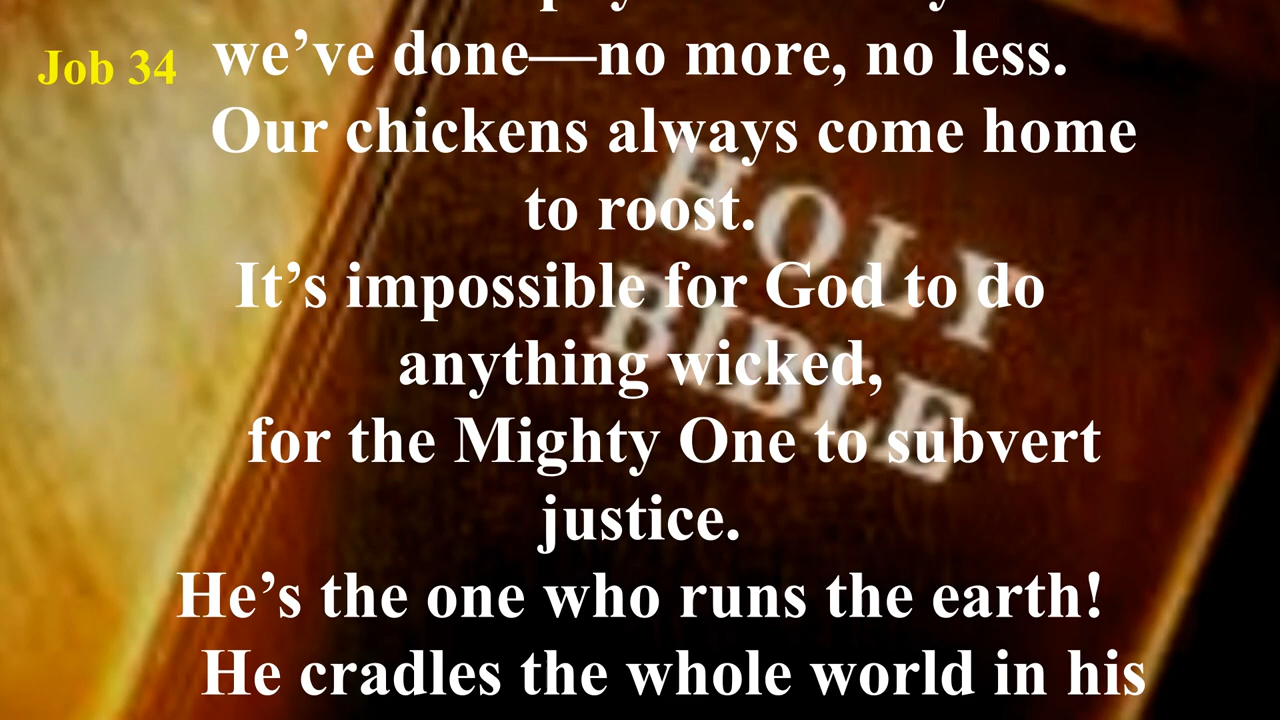 Job 34
we’ve done—no more, no less.
Our chickens always come home
to roost.
It’s impossible for God to do
anything wicked,
for the Mighty One to subvert
justice.
He’s the one who runs the earth!
He cradles the whole world in his
HOLY
BIBLE